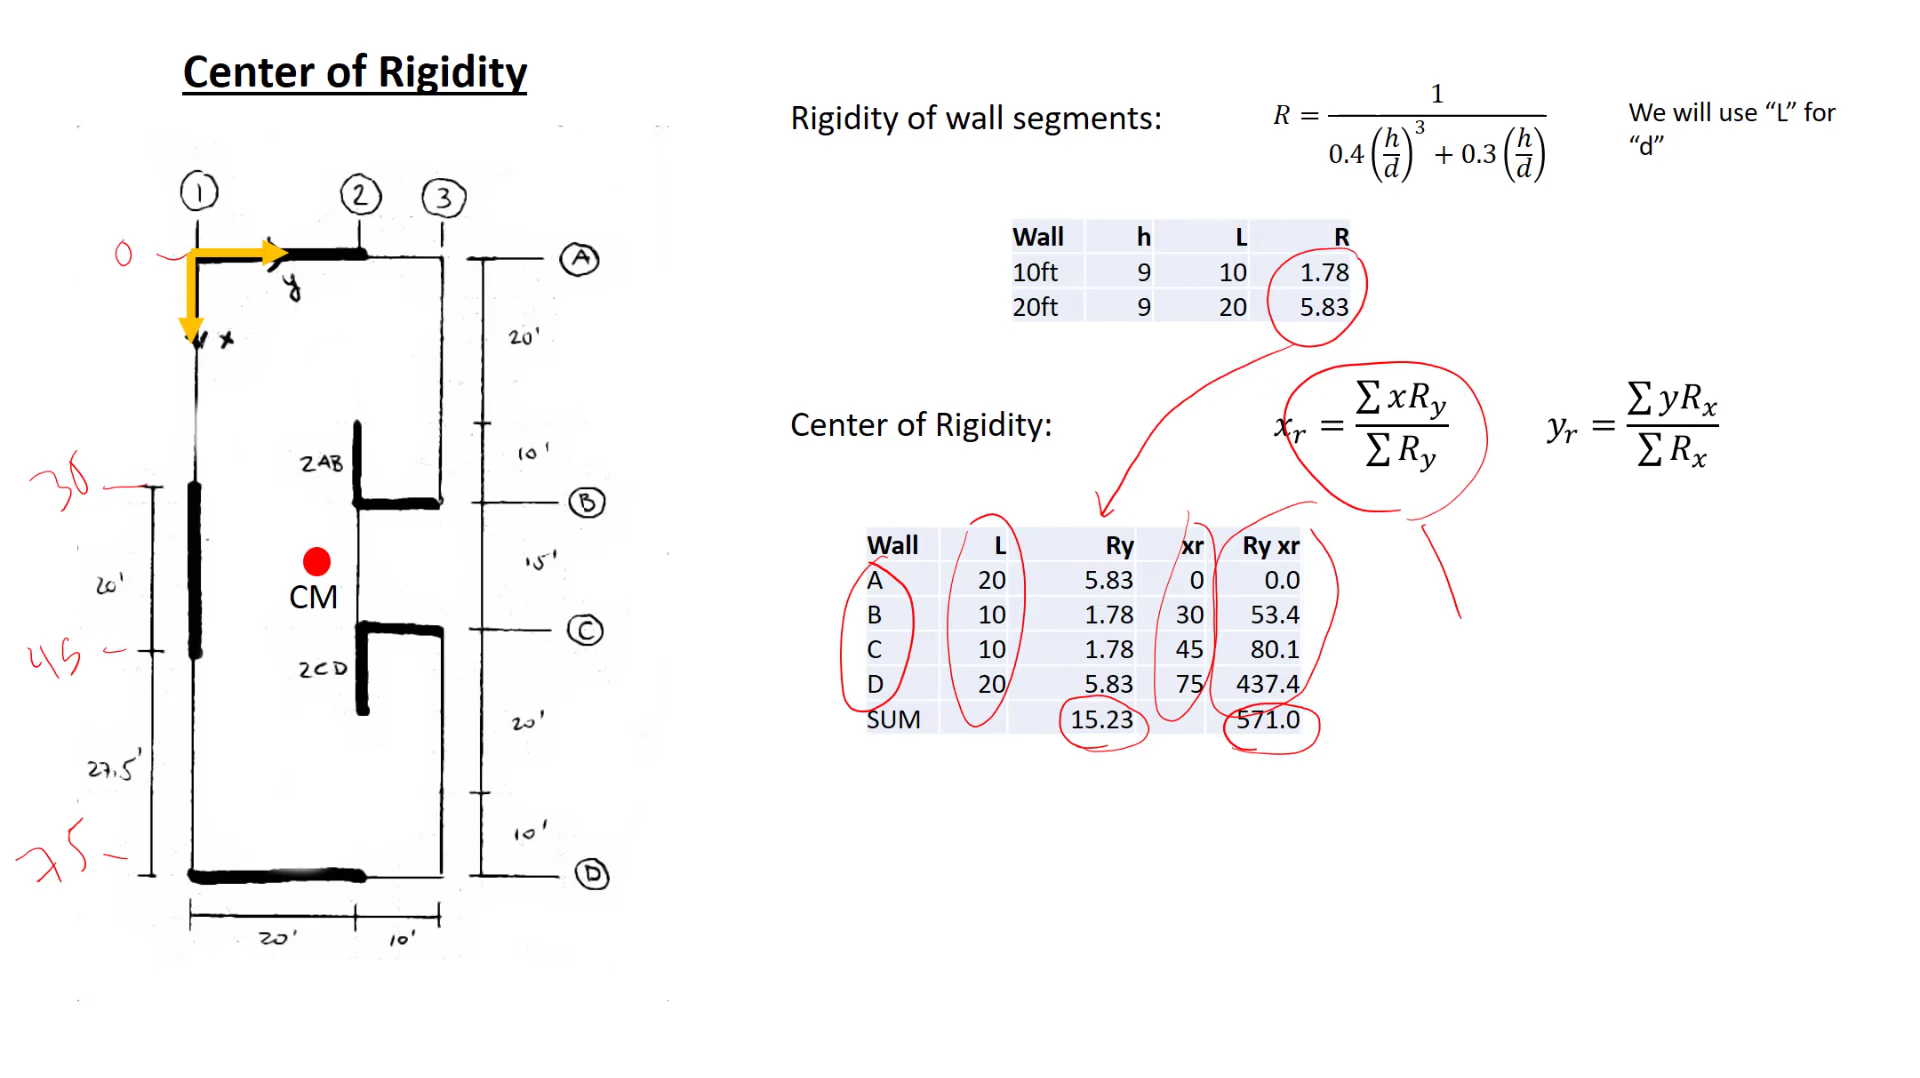 Center of Rigidity
Rigidity of wall segments:
R = 1 / (0.4 (h/d)^3 + 0.3 (h/d))
We will use “L” for
“d”
1 2 3
0
A
y
x
20'
Wall h L R
10ft 9 10 1.78
20ft 9 20 5.83
Center of Rigidity:
x_r = ∑ xR_y / ∑ R_y
y_r = ∑ yR_x / ∑ R_x
2AB
10'
30
B
20'
CM
15'
45
C
2CD
20'
27.5'
10'
75
D
20' 10'
Wall L Ry xr Ry xr
A 20 5.83 0 0.0
B 10 1.78 30 53.4
C 10 1.78 45 80.1
D 20 5.83 75 437.4
SUM 15.23 571.0